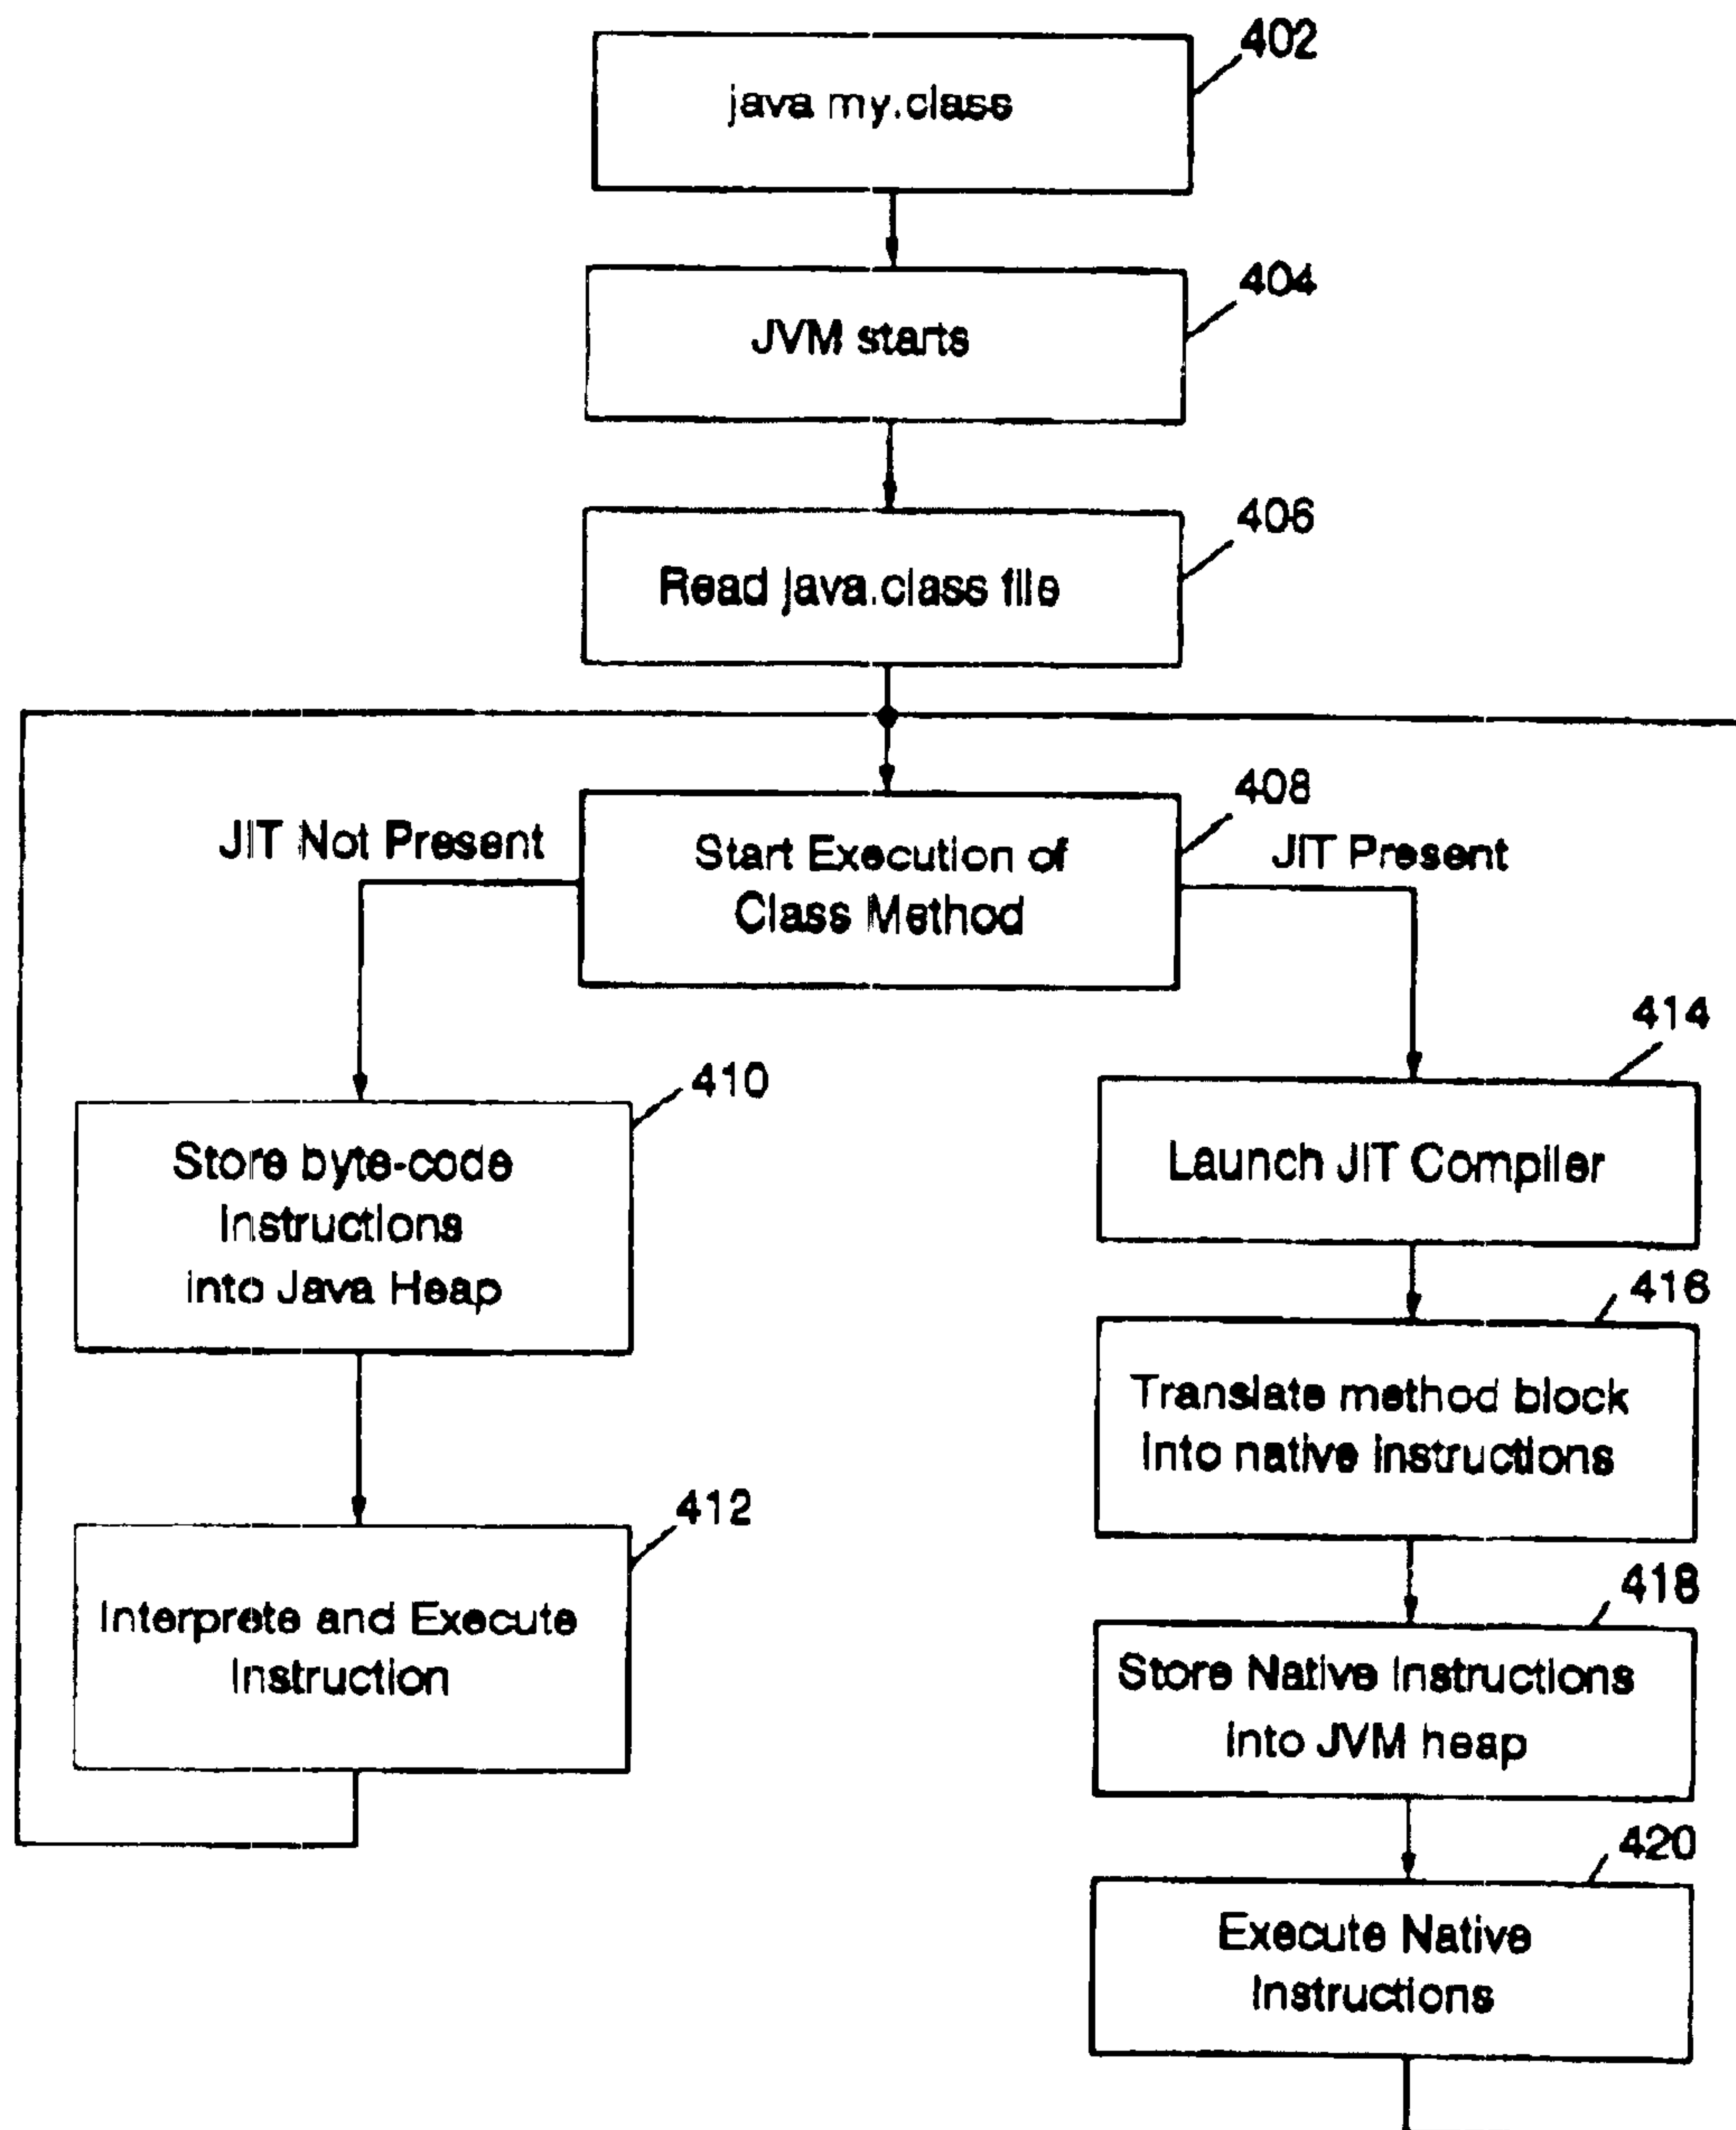 402
java my.class
404
JVM starts
406
Read java.class file
408
JIT Not Present
Start Execution of
Class Method
JIT Present
410
Store byte-code
Instructions
into Java Heap
412
Interprete and Execute
Instruction
414
Launch JIT Compiler
416
Translate method block
into native instructions
418
Store Native Instructions
into JVM heap
420
Execute Native
Instructions